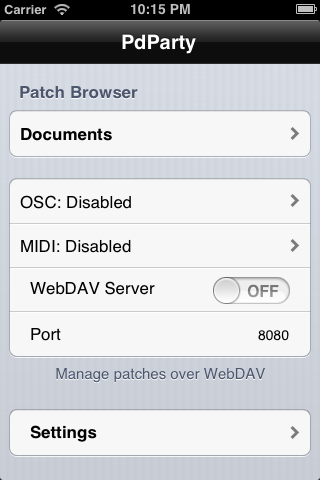 Carrier 10:15 PM
PdParty
Patch Browser
Documents
OSC: Disabled
MIDI: Disabled
WebDAV Server OFF
Port 8080
Manage patches over WebDAV
Settings